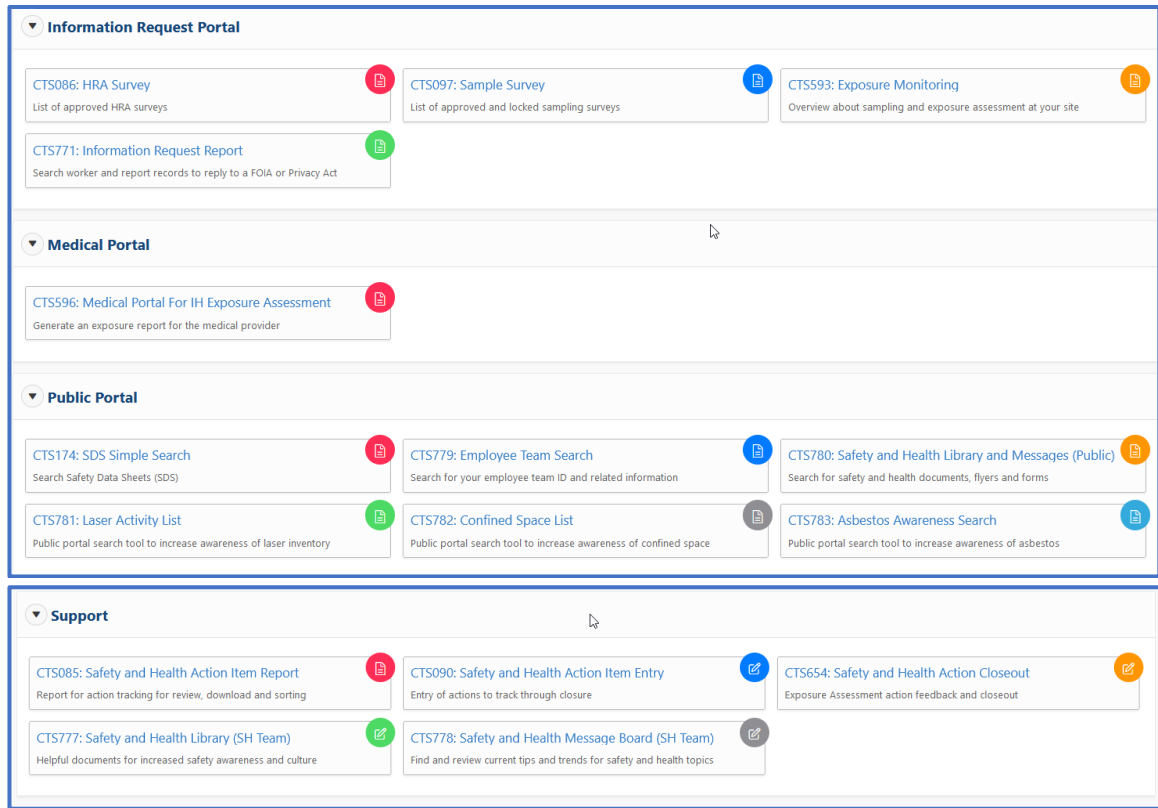 Information Request Portal
CTS086: HRA Survey
List of approved HRA surveys
CTS097: Sample Survey
List of approved and locked sampling surveys
CTS593: Exposure Monitoring
Overview about sampling and exposure assessment at your site
CTS771: Information Request Report
Search worker and report records to reply to a FOIA or Privacy Act
Medical Portal
CTS596: Medical Portal For IH Exposure Assessment
Generate an exposure report for the medical provider
Public Portal
CTS174: SDS Simple Search
Search Safety Data Sheets (SDS)
CTS779: Employee Team Search
Search for your employee team ID and related information
CTS780: Safety and Health Library and Messages (Public)
Search for safety and health documents, flyers and forms
CTS781: Laser Activity List
Public portal search tool to increase awareness of laser inventory
CTS782: Confined Space List
Public portal search tool to increase awareness of confined space
CTS783: Asbestos Awareness Search
Public portal search tool to increase awareness of asbestos
Support
CTS085: Safety and Health Action Item Report
Report for action tracking for review, download and sorting
CTS090: Safety and Health Action Item Entry
Entry of actions to track through closure
CTS654: Safety and Health Action Closeout
Exposure Assessment action feedback and closeout
CTS777: Safety and Health Library (SH Team)
Helpful documents for increased safety awareness and culture
CTS778: Safety and Health Message Board (SH Team)
Find and review current tips and trends for safety and health topics